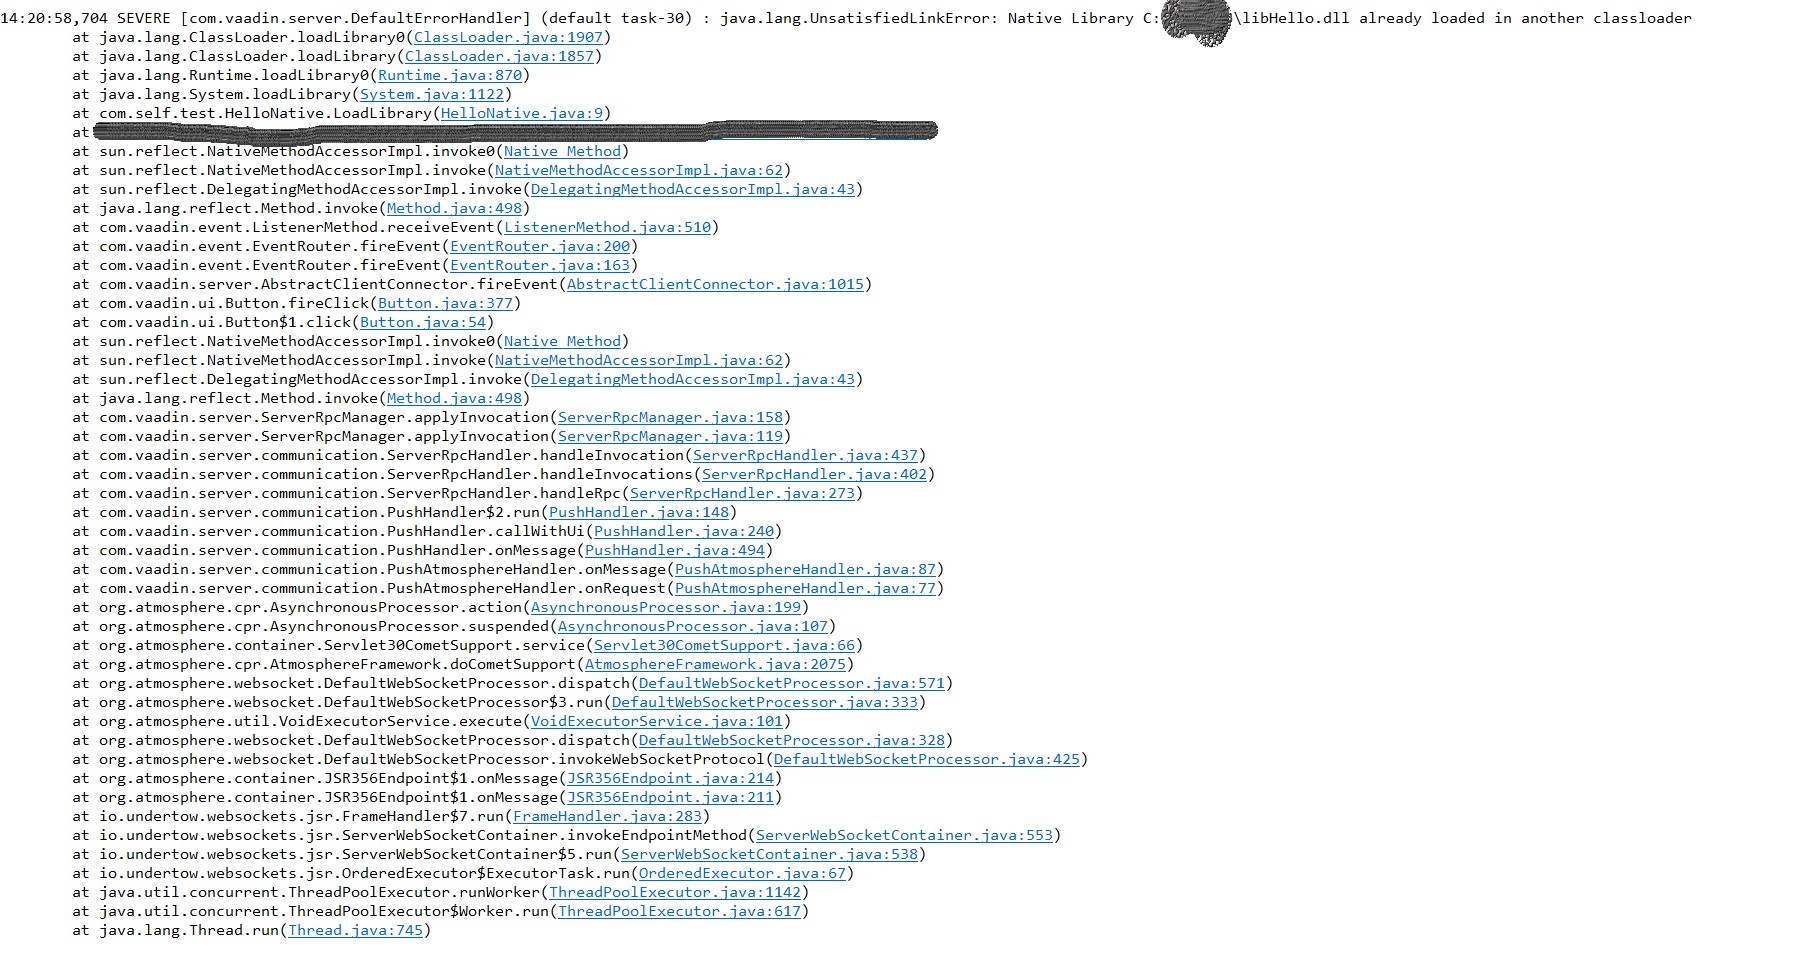 14:20:58,704 SEVERE [com.vaadin.server.DefaultErrorHandler] (default task-30) : java.lang.UnsatisfiedLinkError: Native Library C: \libHello.dll already loaded in another classloader
at java.lang.ClassLoader.loadLibrary0(ClassLoader.java:1907)
at java.lang.ClassLoader.loadLibrary(ClassLoader.java:1857)
at java.lang.Runtime.loadLibrary0(Runtime.java:870)
at java.lang.System.loadLibrary(System.java:1122)
at com.self.test.HelloNative.LoadLibrary(HelloNative.java:9)
at
at sun.reflect.NativeMethodAccessorImpl.invoke0(Native Method)
at sun.reflect.NativeMethodAccessorImpl.invoke(NativeMethodAccessorImpl.java:62)
at sun.reflect.DelegatingMethodAccessorImpl.invoke(DelegatingMethodAccessorImpl.java:43)
at java.lang.reflect.Method.invoke(Method.java:498)
at com.vaadin.event.ListenerMethod.receiveEvent(ListenerMethod.java:510)
at com.vaadin.event.EventRouter.fireEvent(EventRouter.java:200)
at com.vaadin.event.EventRouter.fireEvent(EventRouter.java:163)
at com.vaadin.server.AbstractClientConnector.fireEvent(AbstractClientConnector.java:1015)
at com.vaadin.ui.Button.fireClick(Button.java:377)
at com.vaadin.ui.Button$1.click(Button.java:54)
at sun.reflect.NativeMethodAccessorImpl.invoke0(Native Method)
at sun.reflect.NativeMethodAccessorImpl.invoke(NativeMethodAccessorImpl.java:62)
at sun.reflect.DelegatingMethodAccessorImpl.invoke(DelegatingMethodAccessorImpl.java:43)
at java.lang.reflect.Method.invoke(Method.java:498)
at com.vaadin.server.ServerRpcManager.applyInvocation(ServerRpcManager.java:158)
at com.vaadin.server.ServerRpcManager.applyInvocation(ServerRpcManager.java:119)
at com.vaadin.server.communication.ServerRpcHandler.handleInvocation(ServerRpcHandler.java:437)
at com.vaadin.server.communication.ServerRpcHandler.handleInvocations(ServerRpcHandler.java:402)
at com.vaadin.server.communication.ServerRpcHandler.handleRpc(ServerRpcHandler.java:273)
at com.vaadin.server.communication.PushHandler$2.run(PushHandler.java:148)
at com.vaadin.server.communication.PushHandler.callWithUi(PushHandler.java:240)
at com.vaadin.server.communication.PushHandler.onMessage(PushHandler.java:494)
at com.vaadin.server.communication.PushAtmosphereHandler.onMessage(PushAtmosphereHandler.java:87)
at com.vaadin.server.communication.PushAtmosphereHandler.onRequest(PushAtmosphereHandler.java:77)
at org.atmosphere.cpr.AsynchronousProcessor.action(AsynchronousProcessor.java:199)
at org.atmosphere.cpr.AsynchronousProcessor.suspended(AsynchronousProcessor.java:107)
at org.atmosphere.container.Servlet30CometSupport.service(Servlet30CometSupport.java:66)
at org.atmosphere.cpr.AtmosphereFramework.doCometSupport(AtmosphereFramework.java:2075)
at org.atmosphere.websocket.DefaultWebSocketProcessor.dispatch(DefaultWebSocketProcessor.java:571)
at org.atmosphere.websocket.DefaultWebSocketProcessor$3.run(DefaultWebSocketProcessor.java:333)
at org.atmosphere.util.VoidExecutorService.execute(VoidExecutorService.java:101)
at org.atmosphere.websocket.DefaultWebSocketProcessor.dispatch(DefaultWebSocketProcessor.java:328)
at org.atmosphere.websocket.DefaultWebSocketProcessor.invokeWebSocketProtocol(DefaultWebSocketProcessor.java:425)
at org.atmosphere.container.JSR356Endpoint$1.onMessage(JSR356Endpoint.java:214)
at org.atmosphere.container.JSR356Endpoint$1.onMessage(JSR356Endpoint.java:211)
at io.undertow.websockets.jsr.FrameHandler$7.run(FrameHandler.java:283)
at io.undertow.websockets.jsr.ServerWebSocketContainer.invokeEndpointMethod(ServerWebSocketContainer.java:553)
at io.undertow.websockets.jsr.ServerWebSocketContainer$5.run(ServerWebSocketContainer.java:538)
at io.undertow.websockets.jsr.OrderedExecutor$ExecutorTask.run(OrderedExecutor.java:67)
at java.util.concurrent.ThreadPoolExecutor.runWorker(ThreadPoolExecutor.java:1142)
at java.util.concurrent.ThreadPoolExecutor$Worker.run(ThreadPoolExecutor.java:617)
at java.lang.Thread.run(Thread.java:745)